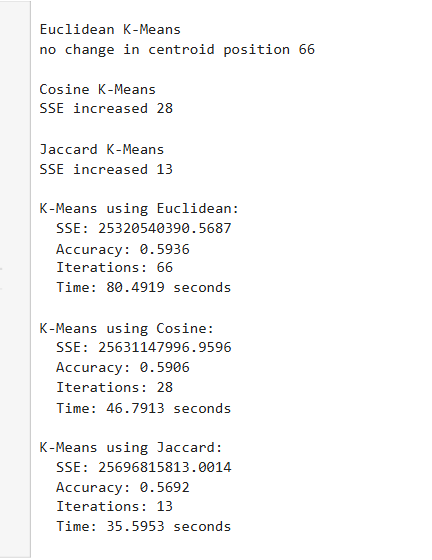 Euclidean K-Means
no change in centroid position 66
Cosine K-Means
SSE increased 28
Jaccard K-Means
SSE increased 13
K-Means using Euclidean:
SSE: 25320540390.5687
Accuracy: 0.5936
Iterations: 66
Time: 80.4919 seconds
K-Means using Cosine:
SSE: 25631147996.9596
Accuracy: 0.5906
Iterations: 28
Time: 46.7913 seconds
K-Means using Jaccard:
SSE: 25696815813.0014
Accuracy: 0.5692
Iterations: 13
Time: 35.5953 seconds